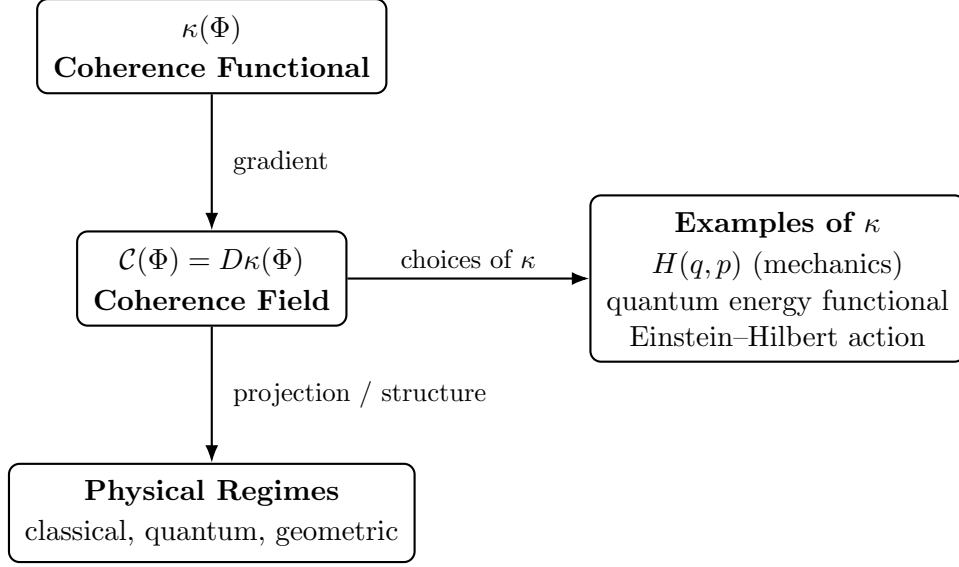 κ(Φ)
Coherence Functional
gradient
𝒞(Φ) = Dκ(Φ)
Coherence Field
choices of κ
Examples of κ
H(q, p) (mechanics)
quantum energy functional
Einstein–Hilbert action
projection / structure
Physical Regimes
classical, quantum, geometric